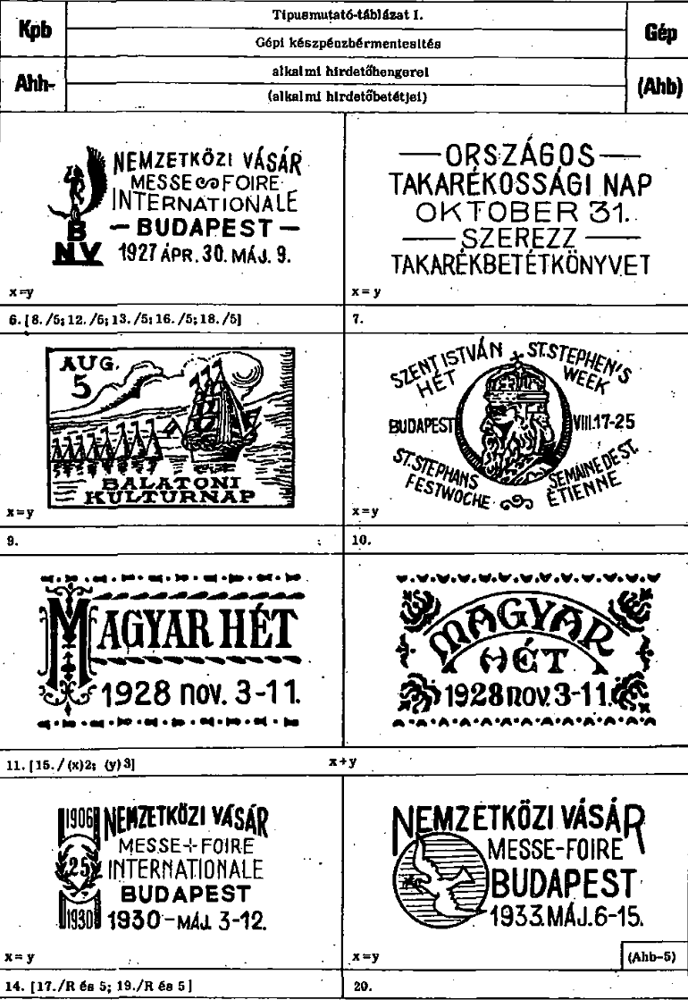 Kpb
Ahh-
Típusmutató-táblázat I.
Gépi készpénzbérmentesítés
alkalmi hirdetőhengerei
(alkalmi hirdetőbetétjei)
Gép
(Ahb)
B
NV
NEMZETKÖZI VÁSÁR
MESSE FOIRE
INTERNATIONALE
– BUDAPEST –
1927 ÁPR. 30. MÁJ. 9.
x=y
ORSZÁGOS
TAKARÉKOSSÁGI NAP
OKTOBER 31.
SZEREZZ
TAKARÉKBETÉTKÖNYVET
x=y
6. [8./5; 12./5; 13./5; 16./5; 18./5]
7.
AUG.
5
BALATONI
KULTURNAP
x=y
SZENT ISTVÁN
HÉT
ST. STEPHEN'S
WEEK
BUDAPEST
VIII. 17-25
ST. STEPHANS
FESTWOCHE
SEMAINE DE ST.
ÉTIENNE
x=y
9.
10.
MAGYAR HÉT
1928 NOV. 3-11.
MAGYAR
HÉT
1928 NOV. 3-11.
11. [15./(x)2; (y)3]
x+y
1906
25
1930
NEMZETKÖZI VÁSÁR
MESSE+FOIRE
INTERNATIONALE
BUDAPEST
1930-MÁJ. 3-12.
x=y
NEMZETKÖZI VÁSÁR
MESSE-FOIRE
BUDAPEST
1933. MÁJ. 6-15.
x=y
(Ahb-5)
14. [17./R és 5; 19./R és 5]
20.